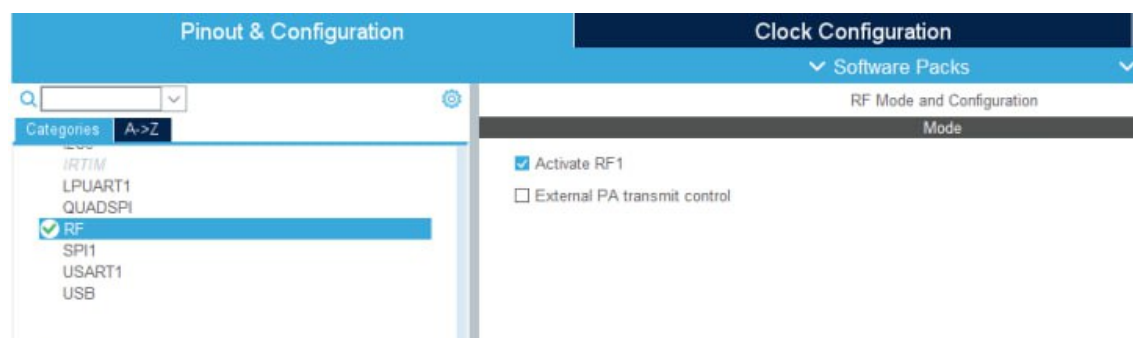 Pinout & Configuration
Clock Configuration
Software Packs
RF Mode and Configuration
Categories
A->Z
Mode
IRTIM
LPUART1
QUADSPI
RF
SPI1
USART1
USB
Activate RF1
External PA transmit control